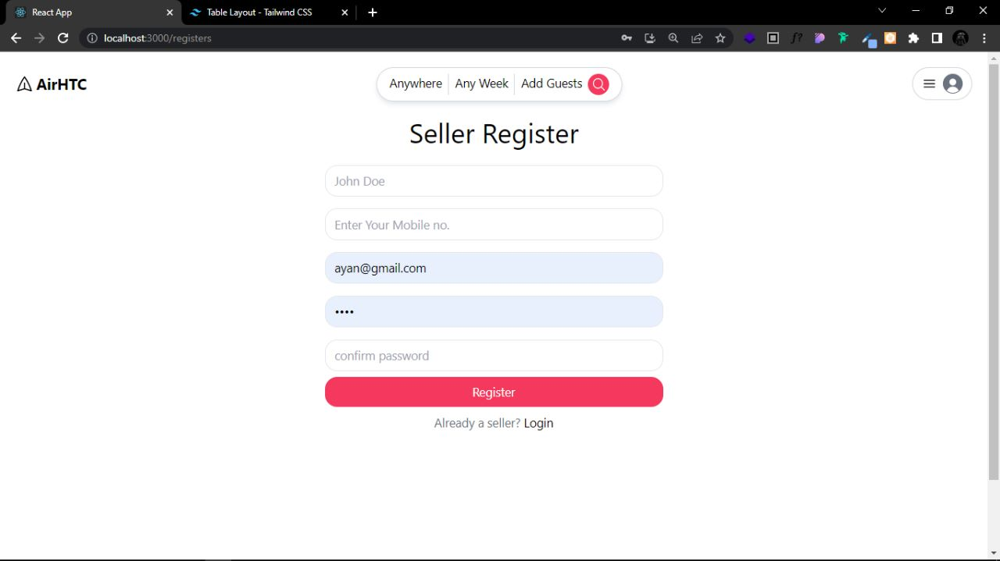 React App
Table Layout - Tailwind CSS
localhost:3000/registers
AirHTC
Anywhere Any Week Add Guests
Seller Register
John Doe
Enter Your Mobile no.
ayan@gmail.com
••••
confirm password
Register
Already a seller? Login